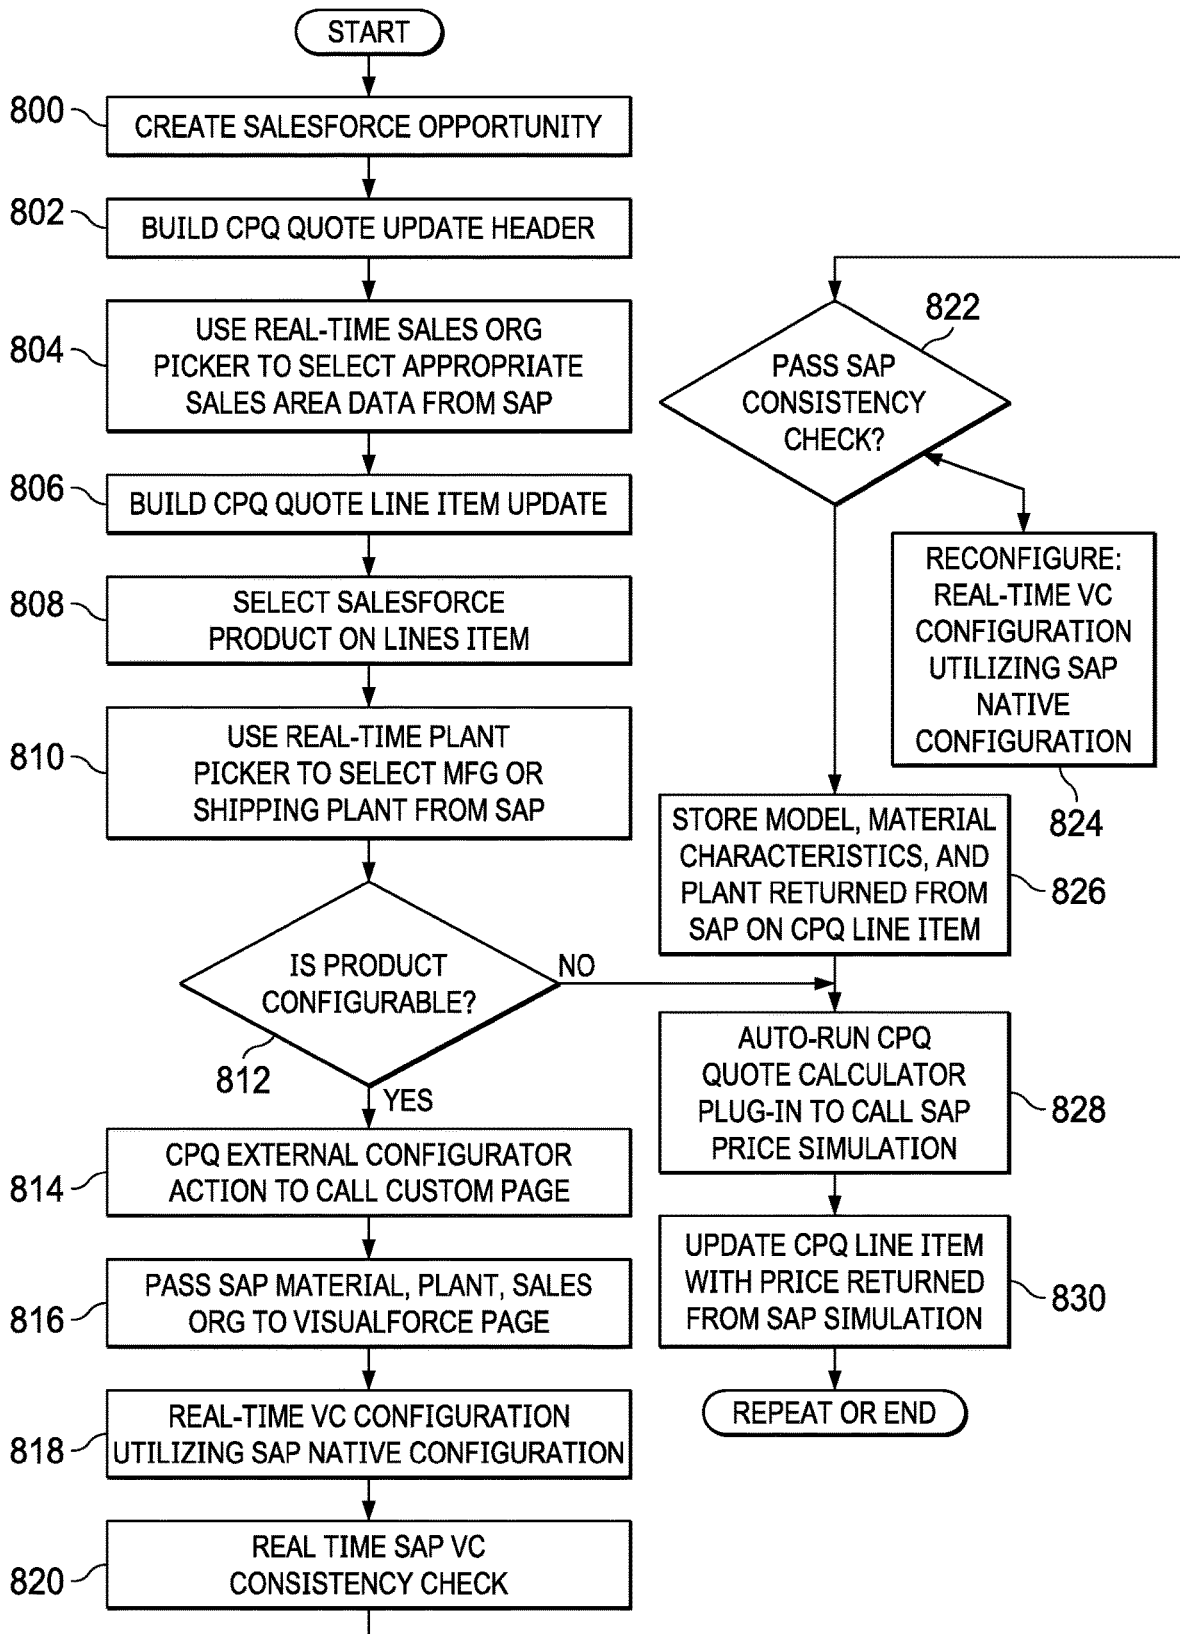 START
800
CREATE SALESFORCE OPPORTUNITY
802
BUILD CPQ QUOTE UPDATE HEADER
804
USE REAL-TIME SALES ORG
PICKER TO SELECT APPROPRIATE
SALES AREA DATA FROM SAP
806
BUILD CPQ QUOTE LINE ITEM UPDATE
808
SELECT SALESFORCE
PRODUCT ON LINES ITEM
810
USE REAL-TIME PLANT
PICKER TO SELECT MFG OR
SHIPPING PLANT FROM SAP
IS PRODUCT
CONFIGURABLE?
812
NO
YES
814
CPQ EXTERNAL CONFIGURATOR
ACTION TO CALL CUSTOM PAGE
816
PASS SAP MATERIAL, PLANT, SALES
ORG TO VISUALFORCE PAGE
818
REAL-TIME VC CONFIGURATION
UTILIZING SAP NATIVE CONFIGURATION
820
REAL TIME SAP VC
CONSISTENCY CHECK
822
PASS SAP
CONSISTENCY
CHECK?
RECONFIGURE:
REAL-TIME VC
CONFIGURATION
UTILIZING SAP
NATIVE
CONFIGURATION
824
STORE MODEL, MATERIAL
CHARACTERISTICS, AND
PLANT RETURNED FROM
SAP ON CPQ LINE ITEM
826
AUTO-RUN CPQ
QUOTE CALCULATOR
PLUG-IN TO CALL SAP
PRICE SIMULATION
828
UPDATE CPQ LINE ITEM
WITH PRICE RETURNED
FROM SAP SIMULATION
830
REPEAT OR END